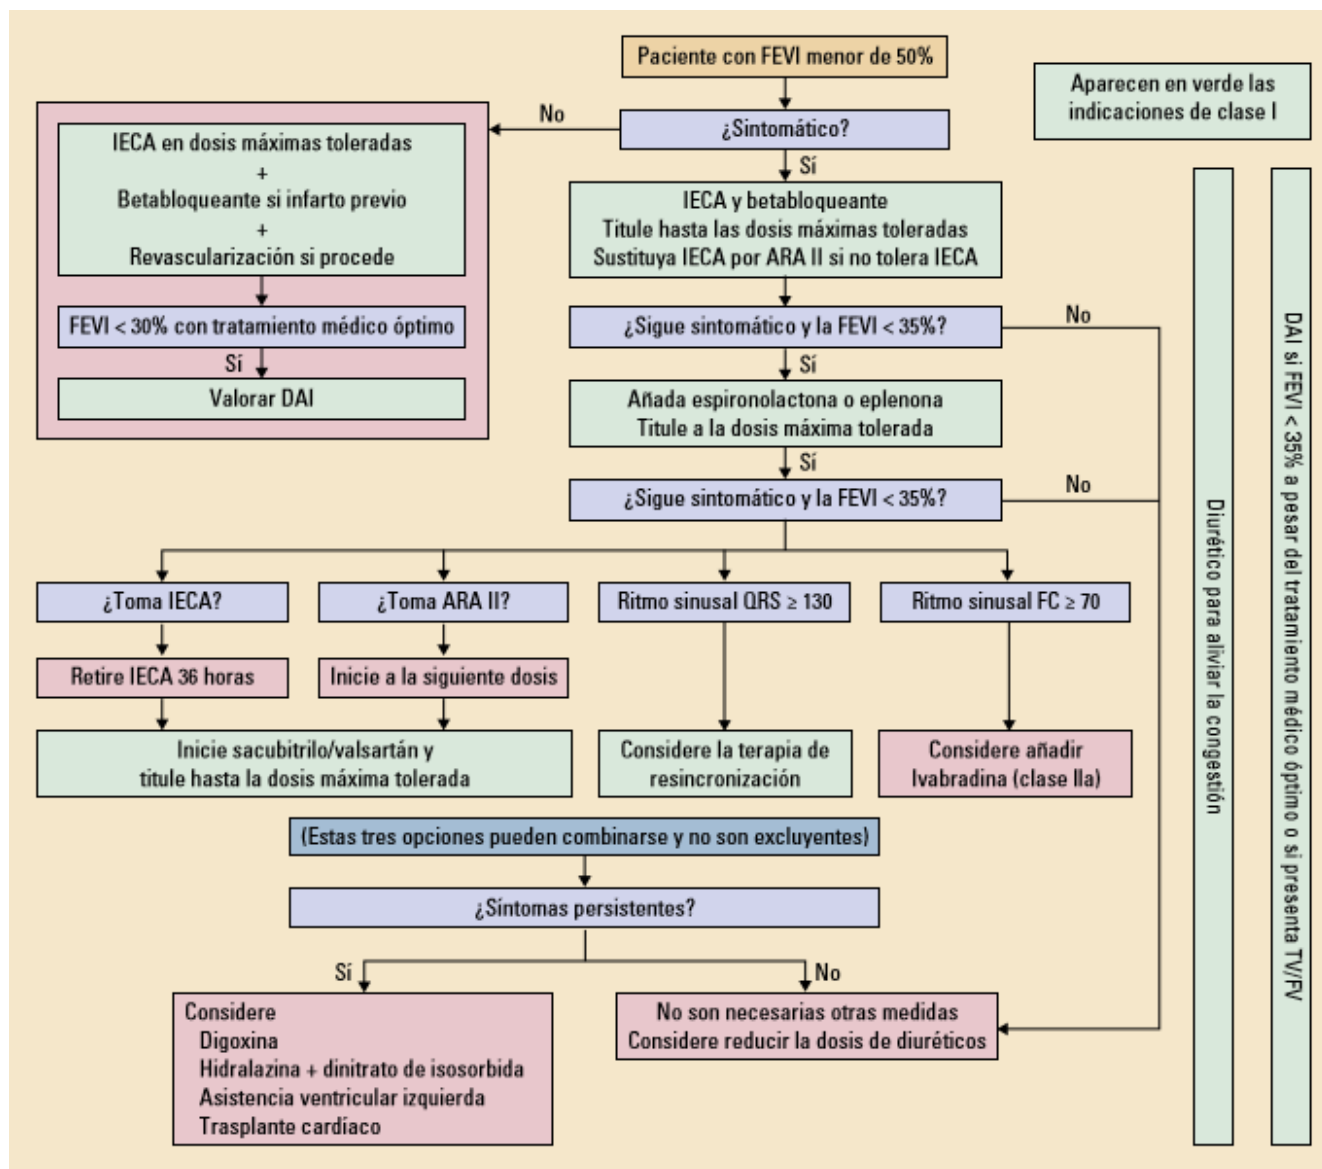 Paciente con FEVI menor de 50%
Aparecen en verde las
indicaciones de clase I
¿Sintomático?
No
Sí
IECA en dosis máximas toleradas
+
Betabloqueante si infarto previo
+
Revascularización si procede
FEVI < 30% con tratamiento médico óptimo
Sí
Valorar DAI
IECA y betabloqueante
Titule hasta las dosis máximas toleradas
Sustituya IECA por ARA II si no tolera IECA
¿Sigue sintomático y la FEVI < 35%?
No
Sí
Añada espironolactona o eplenona
Titule a la dosis máxima tolerada
Sí
¿Sigue sintomático y la FEVI < 35%?
No
¿Toma IECA?
¿Toma ARA II?
Ritmo sinusal QRS ≥ 130
Ritmo sinusal FC ≥ 70
Retire IECA 36 horas
Inicie a la siguiente dosis
Inicie sacubitrilo/valsartán y
titule hasta la dosis máxima tolerada
Considere la terapia de
resincronización
Considere añadir
Ivabradina (clase IIa)
(Estas tres opciones pueden combinarse y no son excluyentes)
¿Síntomas persistentes?
Sí
No
Considere
Digoxina
Hidralazina + dinitrato de isosorbida
Asistencia ventricular izquierda
Trasplante cardíaco
No son necesarias otras medidas
Considere reducir la dosis de diuréticos
Diurético para aliviar la congestión
DAI si FEVI < 35% a pesar del tratamiento médico óptimo o si presenta TV/FV